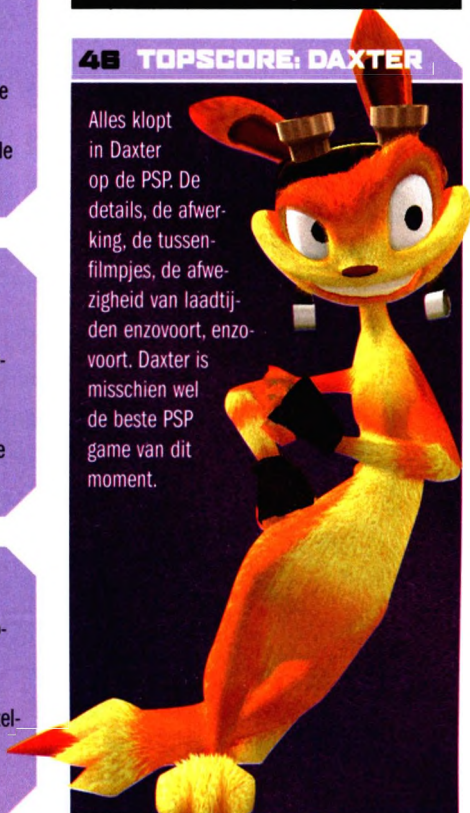 46 TOPSCORE: DAXTER
Alles klopt
in Daxter
op de PSP. De
details, de afwer-
king, de tussen-
filmpjes, de afwe-
zigheid van laadtij-
den enzovoort, enzo-
voort. Daxter is
misschien wel
de beste PSP
game van dit
moment.